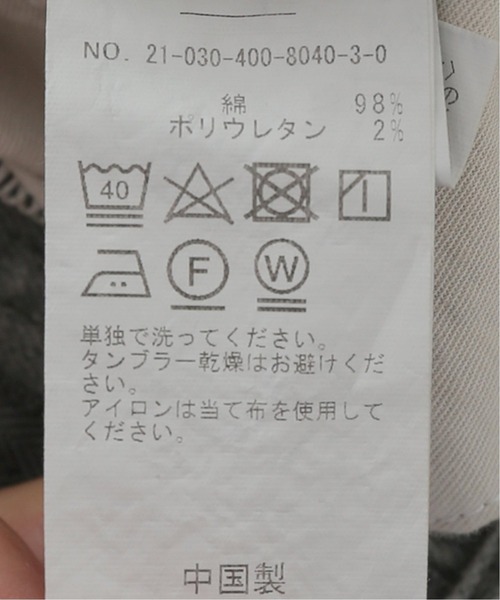 NO. 21-030-400-8040-3-0
綿 98%
ポリウレタン 2%
40
F W
単独で洗ってください。
タンブラー乾燥はお避けくだ
さい。
アイロンは当て布を使用して
ください。
中国製